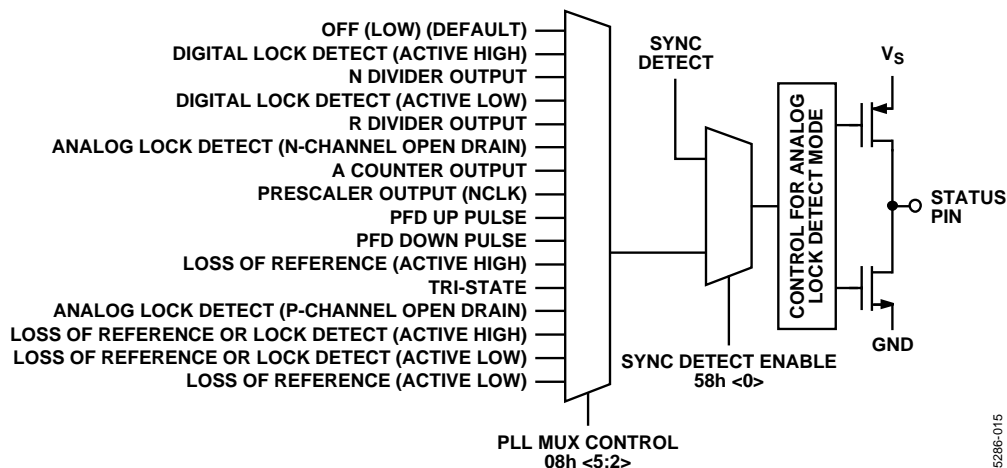 OFF (LOW) (DEFAULT)
DIGITAL LOCK DETECT (ACTIVE HIGH)
N DIVIDER OUTPUT
DIGITAL LOCK DETECT (ACTIVE LOW)
R DIVIDER OUTPUT
ANALOG LOCK DETECT (N-CHANNEL OPEN DRAIN)
A COUNTER OUTPUT
PRESCALER OUTPUT (NCLK)
PFD UP PULSE
PFD DOWN PULSE
LOSS OF REFERENCE (ACTIVE HIGH)
TRI-STATE
ANALOG LOCK DETECT (P-CHANNEL OPEN DRAIN)
LOSS OF REFERENCE OR LOCK DETECT (ACTIVE HIGH)
LOSS OF REFERENCE OR LOCK DETECT (ACTIVE LOW)
LOSS OF REFERENCE (ACTIVE LOW)
PLL MUX CONTROL
08h <5:2>
SYNC
DETECT
SYNC DETECT ENABLE
58h <0>
CONTROL FOR ANALOG
LOCK DETECT MODE
VS
STATUS
PIN
GND
5286-015